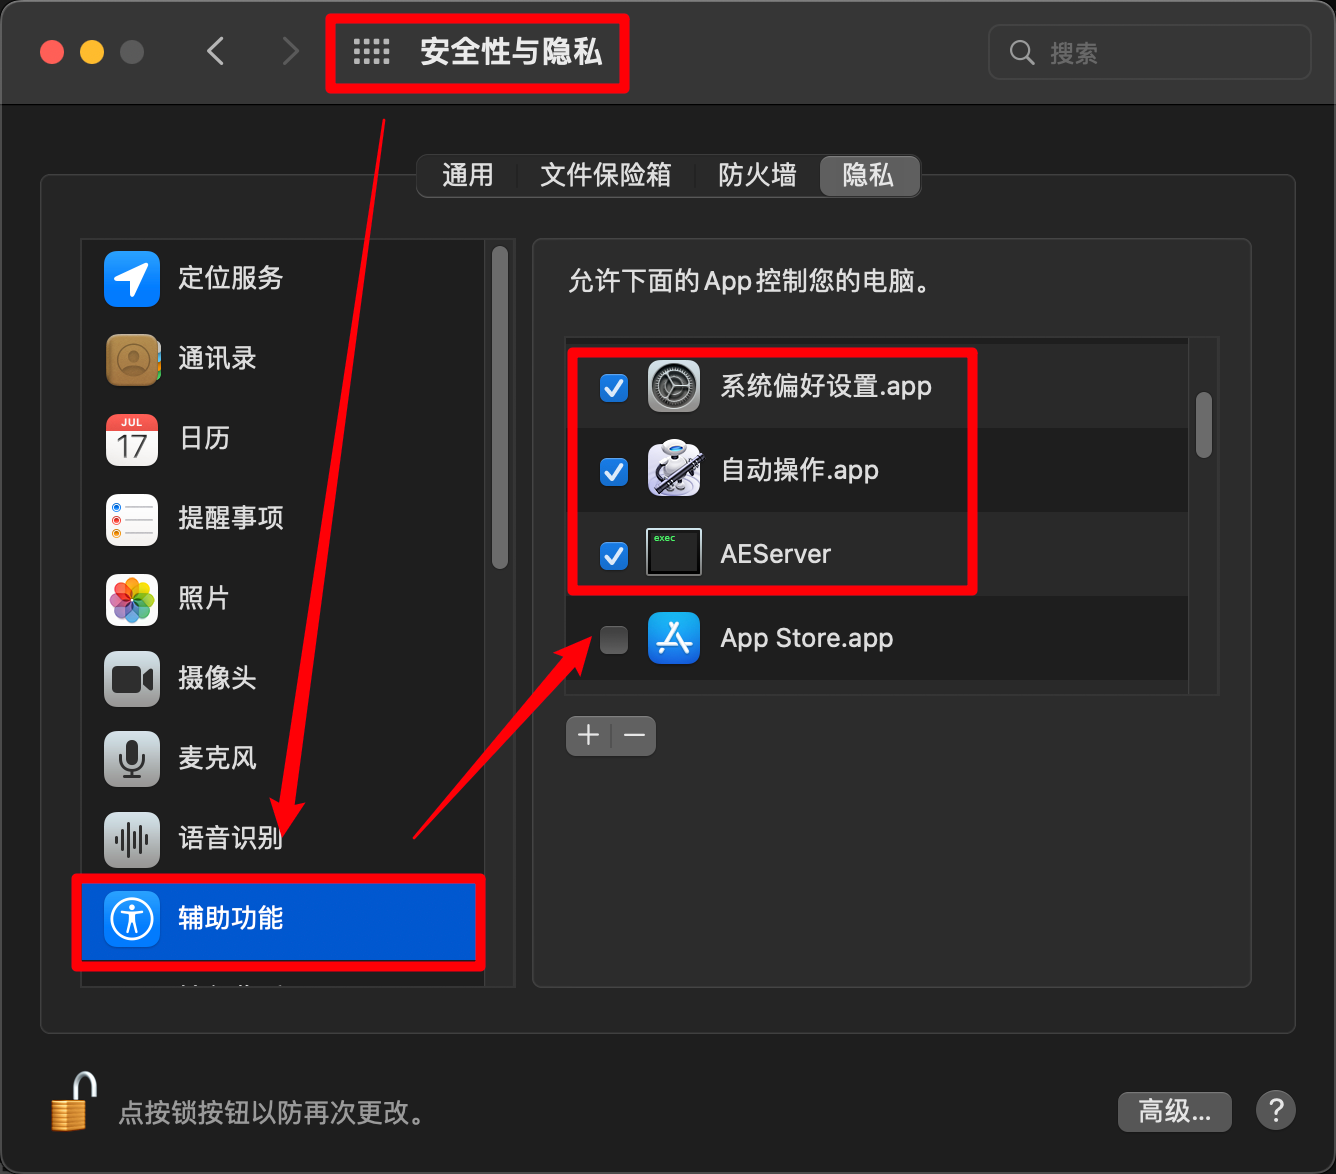 安全性与隐私
搜索
通用 文件保险箱 防火墙 隐私
定位服务
通讯录
JUL
17
日历
提醒事项
照片
摄像头
麦克风
语音识别
辅助功能
允许下面的App控制您的电脑。
系统偏好设置.app
自动操作.app
exec
AEServer
App Store.app
点按锁按钮以防再次更改。
高级...
?